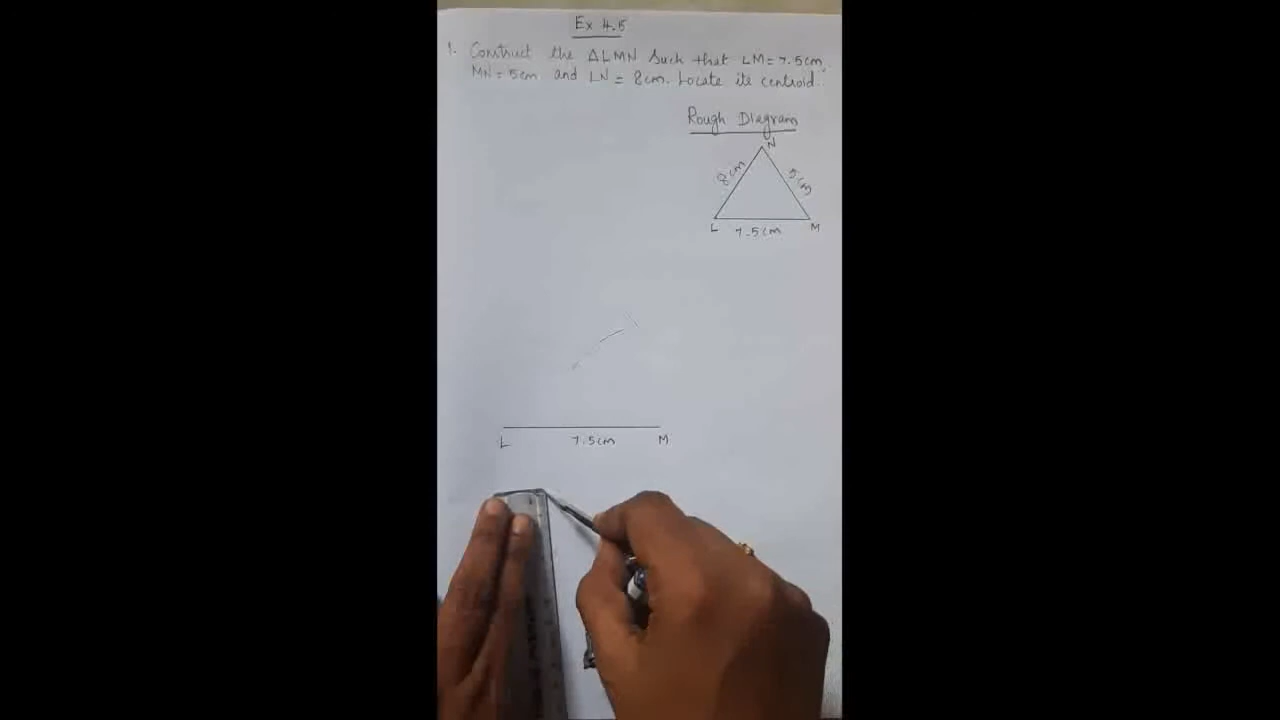 Ex 4.5
1. Construct the ΔLMN such that LM = 7.5cm,
MN = 5cm and LN = 8cm. Locate its centroid.
Rough Diagram
N
8cm
5cm
L
7.5cm
M
L
7.5cm
M